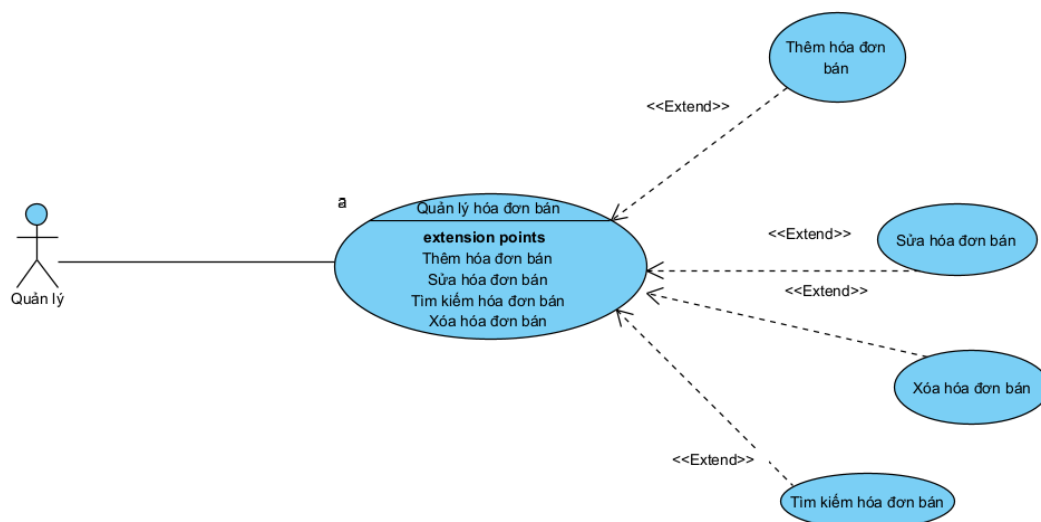 Thêm hóa đơn
bán
<<Extend>>
a
Quản lý hóa đơn bán
extension points
Thêm hóa đơn bán
Sửa hóa đơn bán
Tìm kiếm hóa đơn bán
Xóa hóa đơn bán
Quản lý
<<Extend>>
Sửa hóa đơn bán
<<Extend>>
Xóa hóa đơn bán
<<Extend>>
Tìm kiếm hóa đơn bán